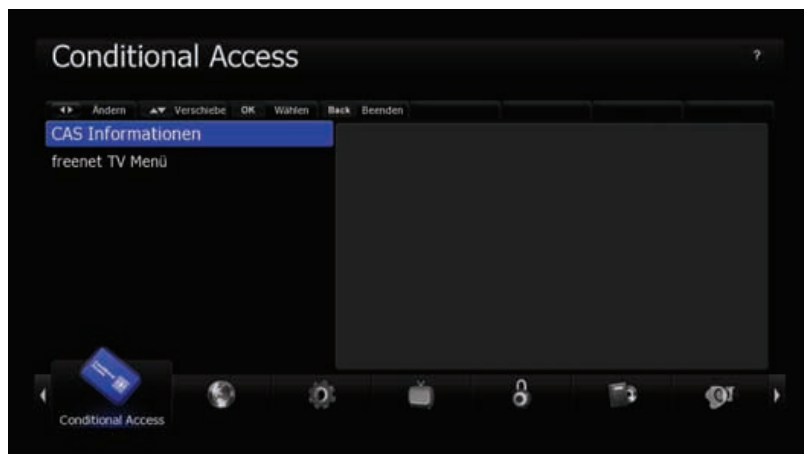 Conditional Access ?
Ändern Verschiebe OK Wählen Back Beenden
CAS Informationen
freenet TV Menü
Conditional Access